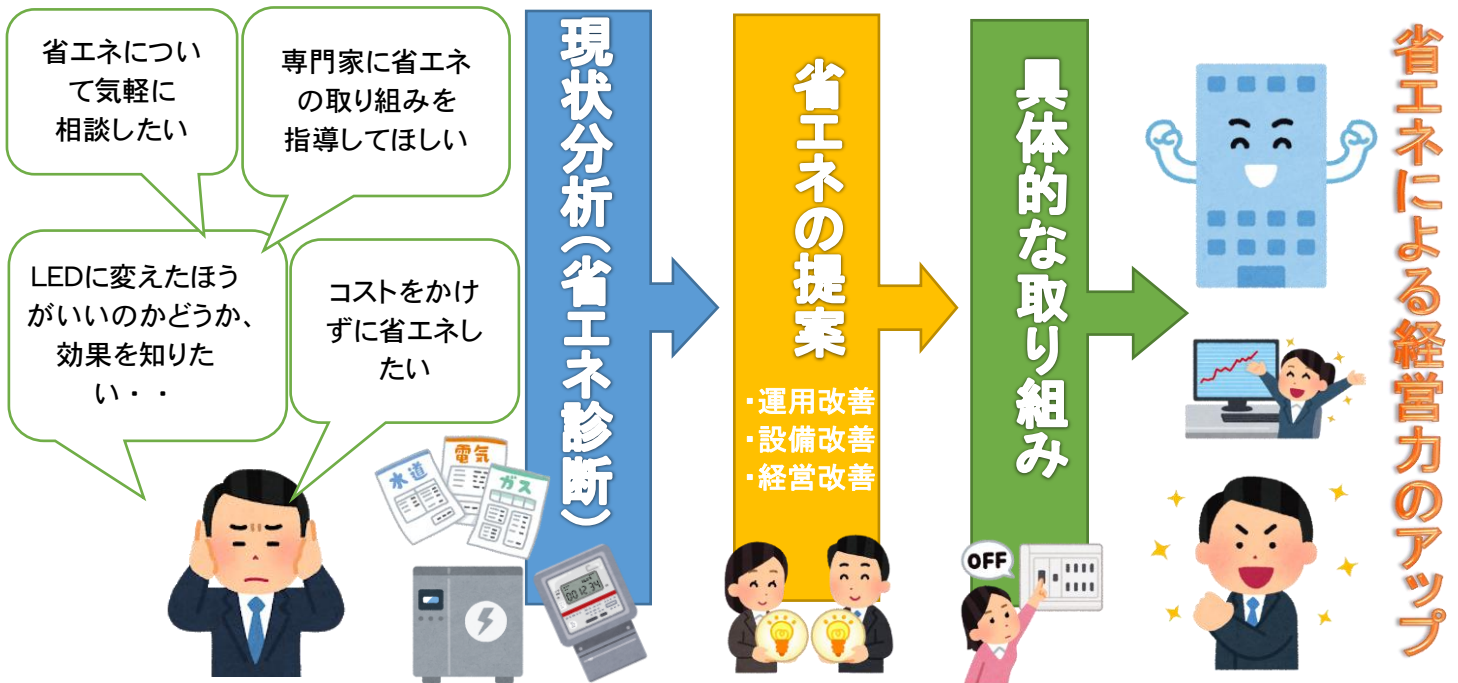 省エネについ
て気軽に
相談したい
専門家に省エネ
の取り組みを
指導してほしい
LEDに変えたほう
がいいのかどうか、
効果を知りた
い・・
コストをかけ
ずに省エネし
たい
水道
電気
ガス
001234
現状分析(省エネ診断)
省エネの提案
・運用改善
・設備改善
・経営改善
具体的な取り組み
OFF
省エネによる経営力のアップ